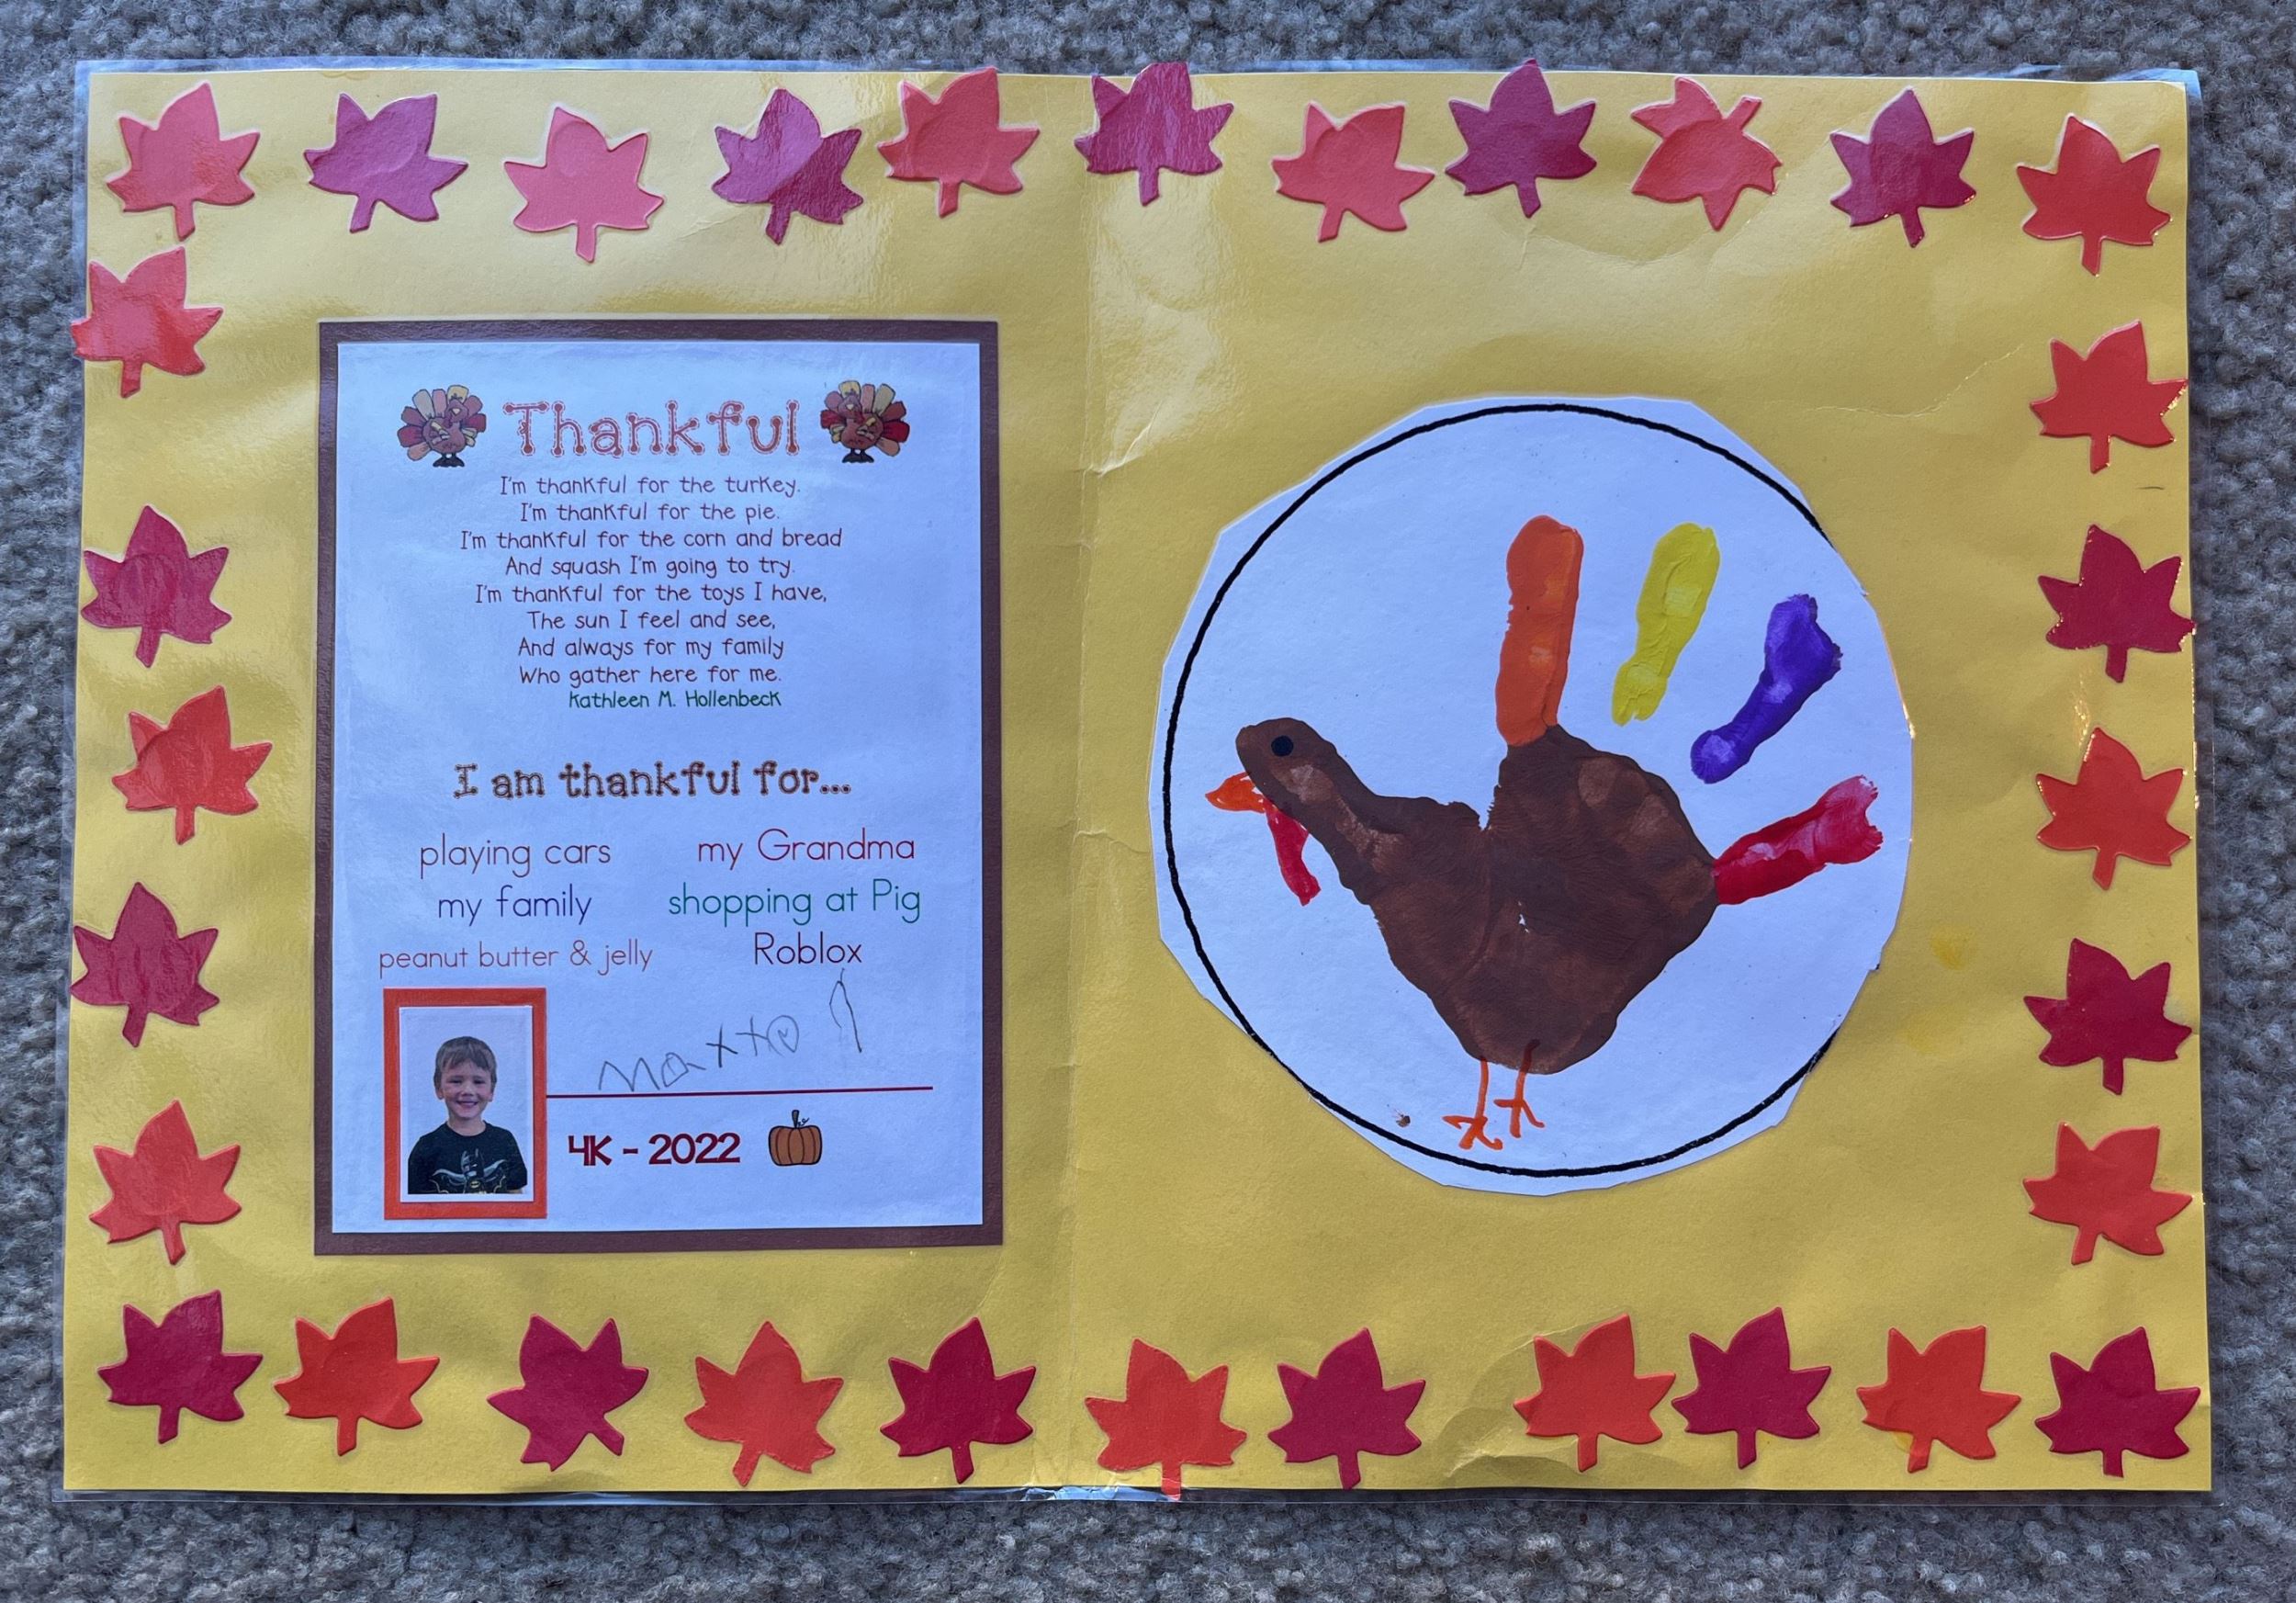 Thankful
I'm thankful for the turkey.
I'm thankful for the pie.
I'm thankful for the corn and bread
And squash I'm going to try.
I'm thankful for the toys I have,
The sun I feel and see,
And always for my family
Who gather here for me.
Kathleen M. Hollenbeck
I am thankful for...
playing cars
my Grandma
my family
shopping at Pig
peanut butter & jelly
Roblox
4K - 2022